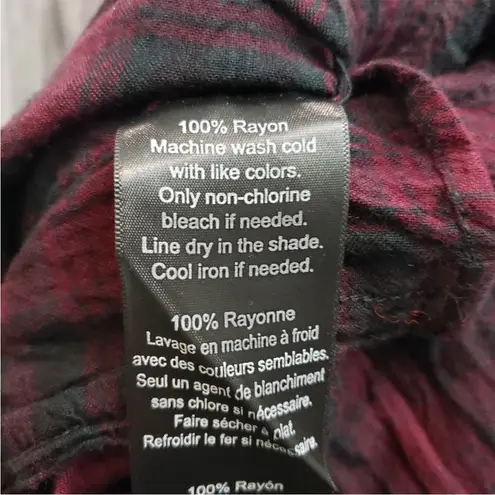 100% Rayon
Machine wash cold
with like colors.
Only non-chlorine
bleach if needed.
Line dry in the shade.
Cool iron if needed.
100% Rayonne
Lavage en machine à froid
avec des couleurs semblables.
Seul un agent de blanchiment
sans chlore si nécessaire.
Faire sécher à plat.
Refroidir le fer si nécessaire.
100% Rayón